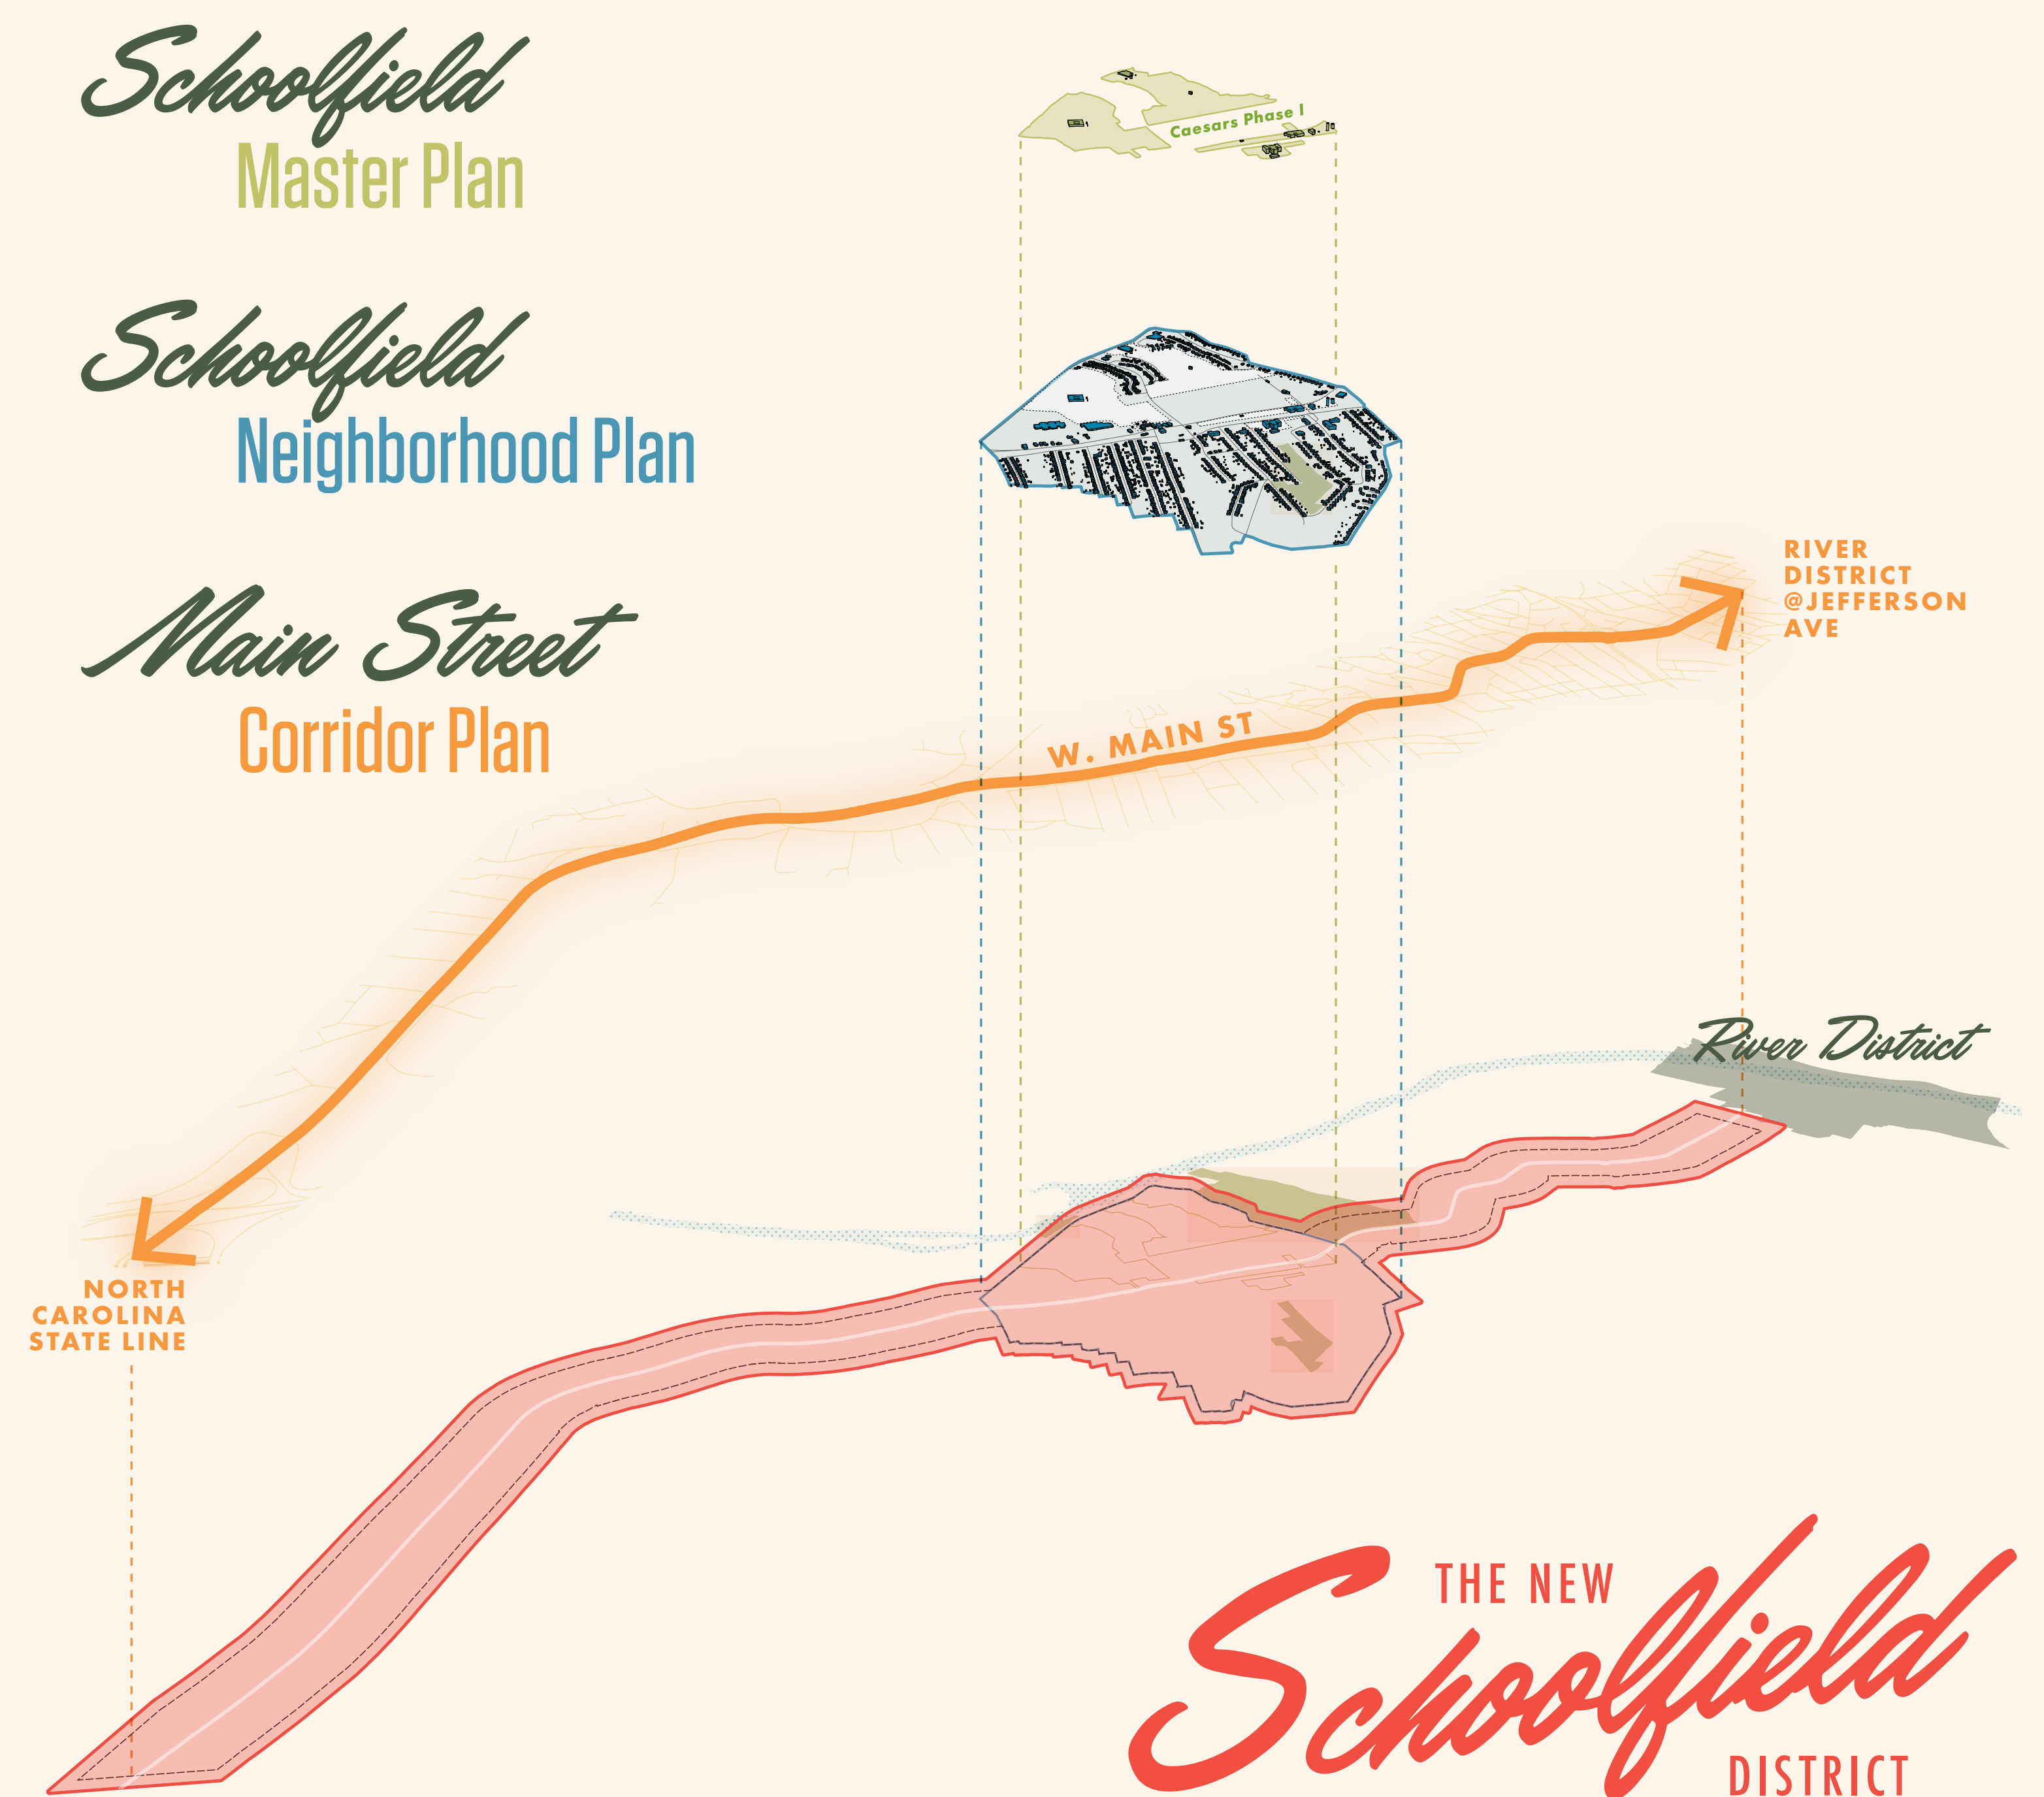 Schoolfield
Master Plan
Caesars Phase I
Schoolfield
Neighborhood Plan
Main Street
Corridor Plan
RIVER
DISTRICT
@JEFFERSON
AVE
W. MAIN ST
River District
NORTH
CAROLINA
STATE LINE
THE NEW
Schoolfield
DISTRICT